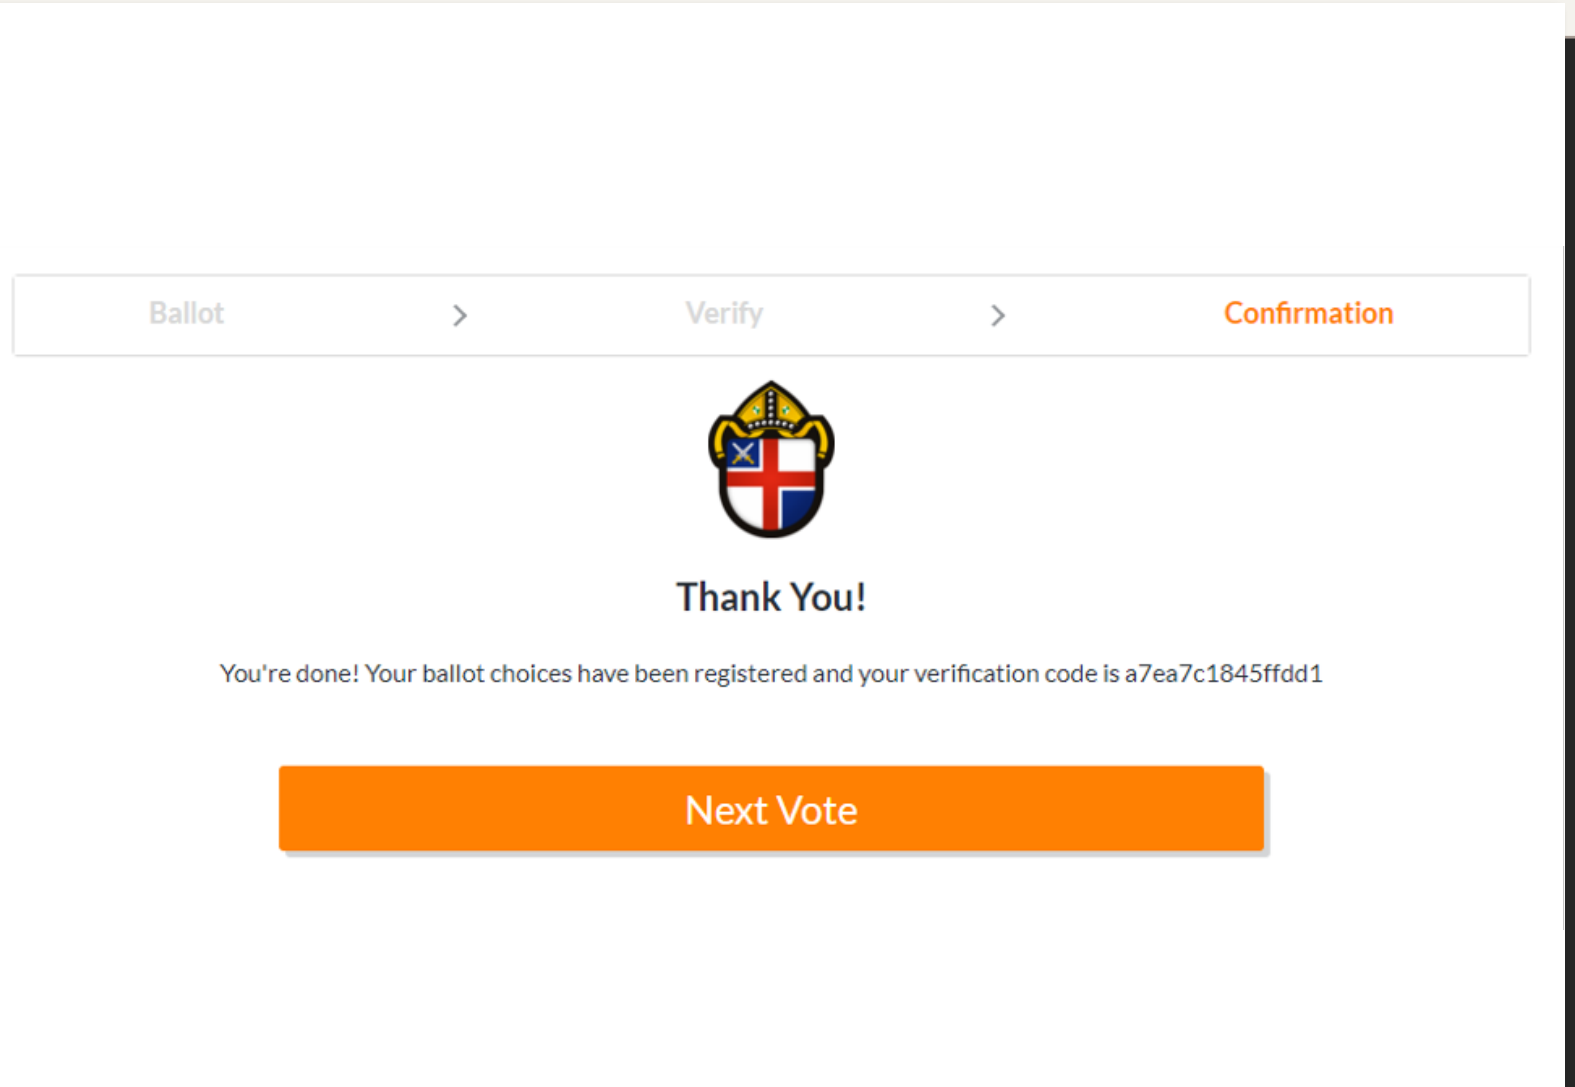 Ballot > Verify > Confirmation
Thank You!
You're done! Your ballot choices have been registered and your verification code is a7ea7c1845ffdd1
Next Vote